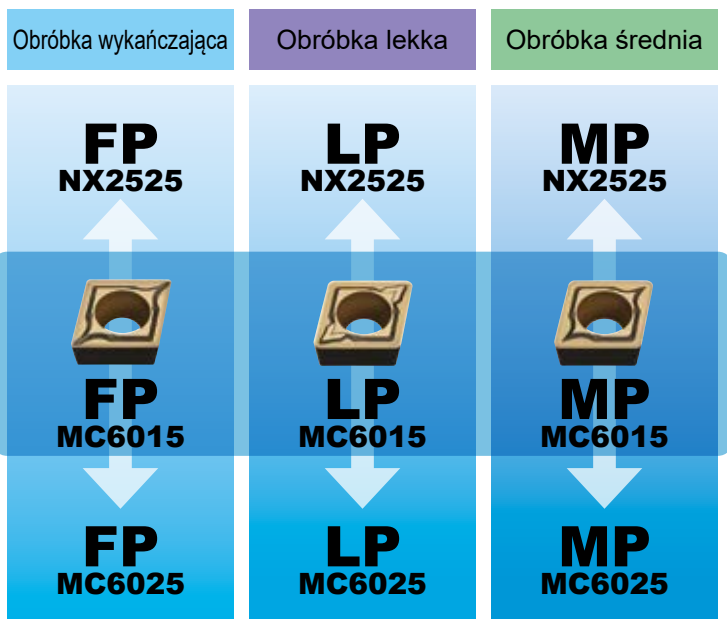 Obróbka wykańczająca
Obróbka lekka
Obróbka średnia
FP
NX2525
LP
NX2525
MP
NX2525
FP
MC6015
LP
MC6015
MP
MC6015
FP
MC6025
LP
MC6025
MP
MC6025